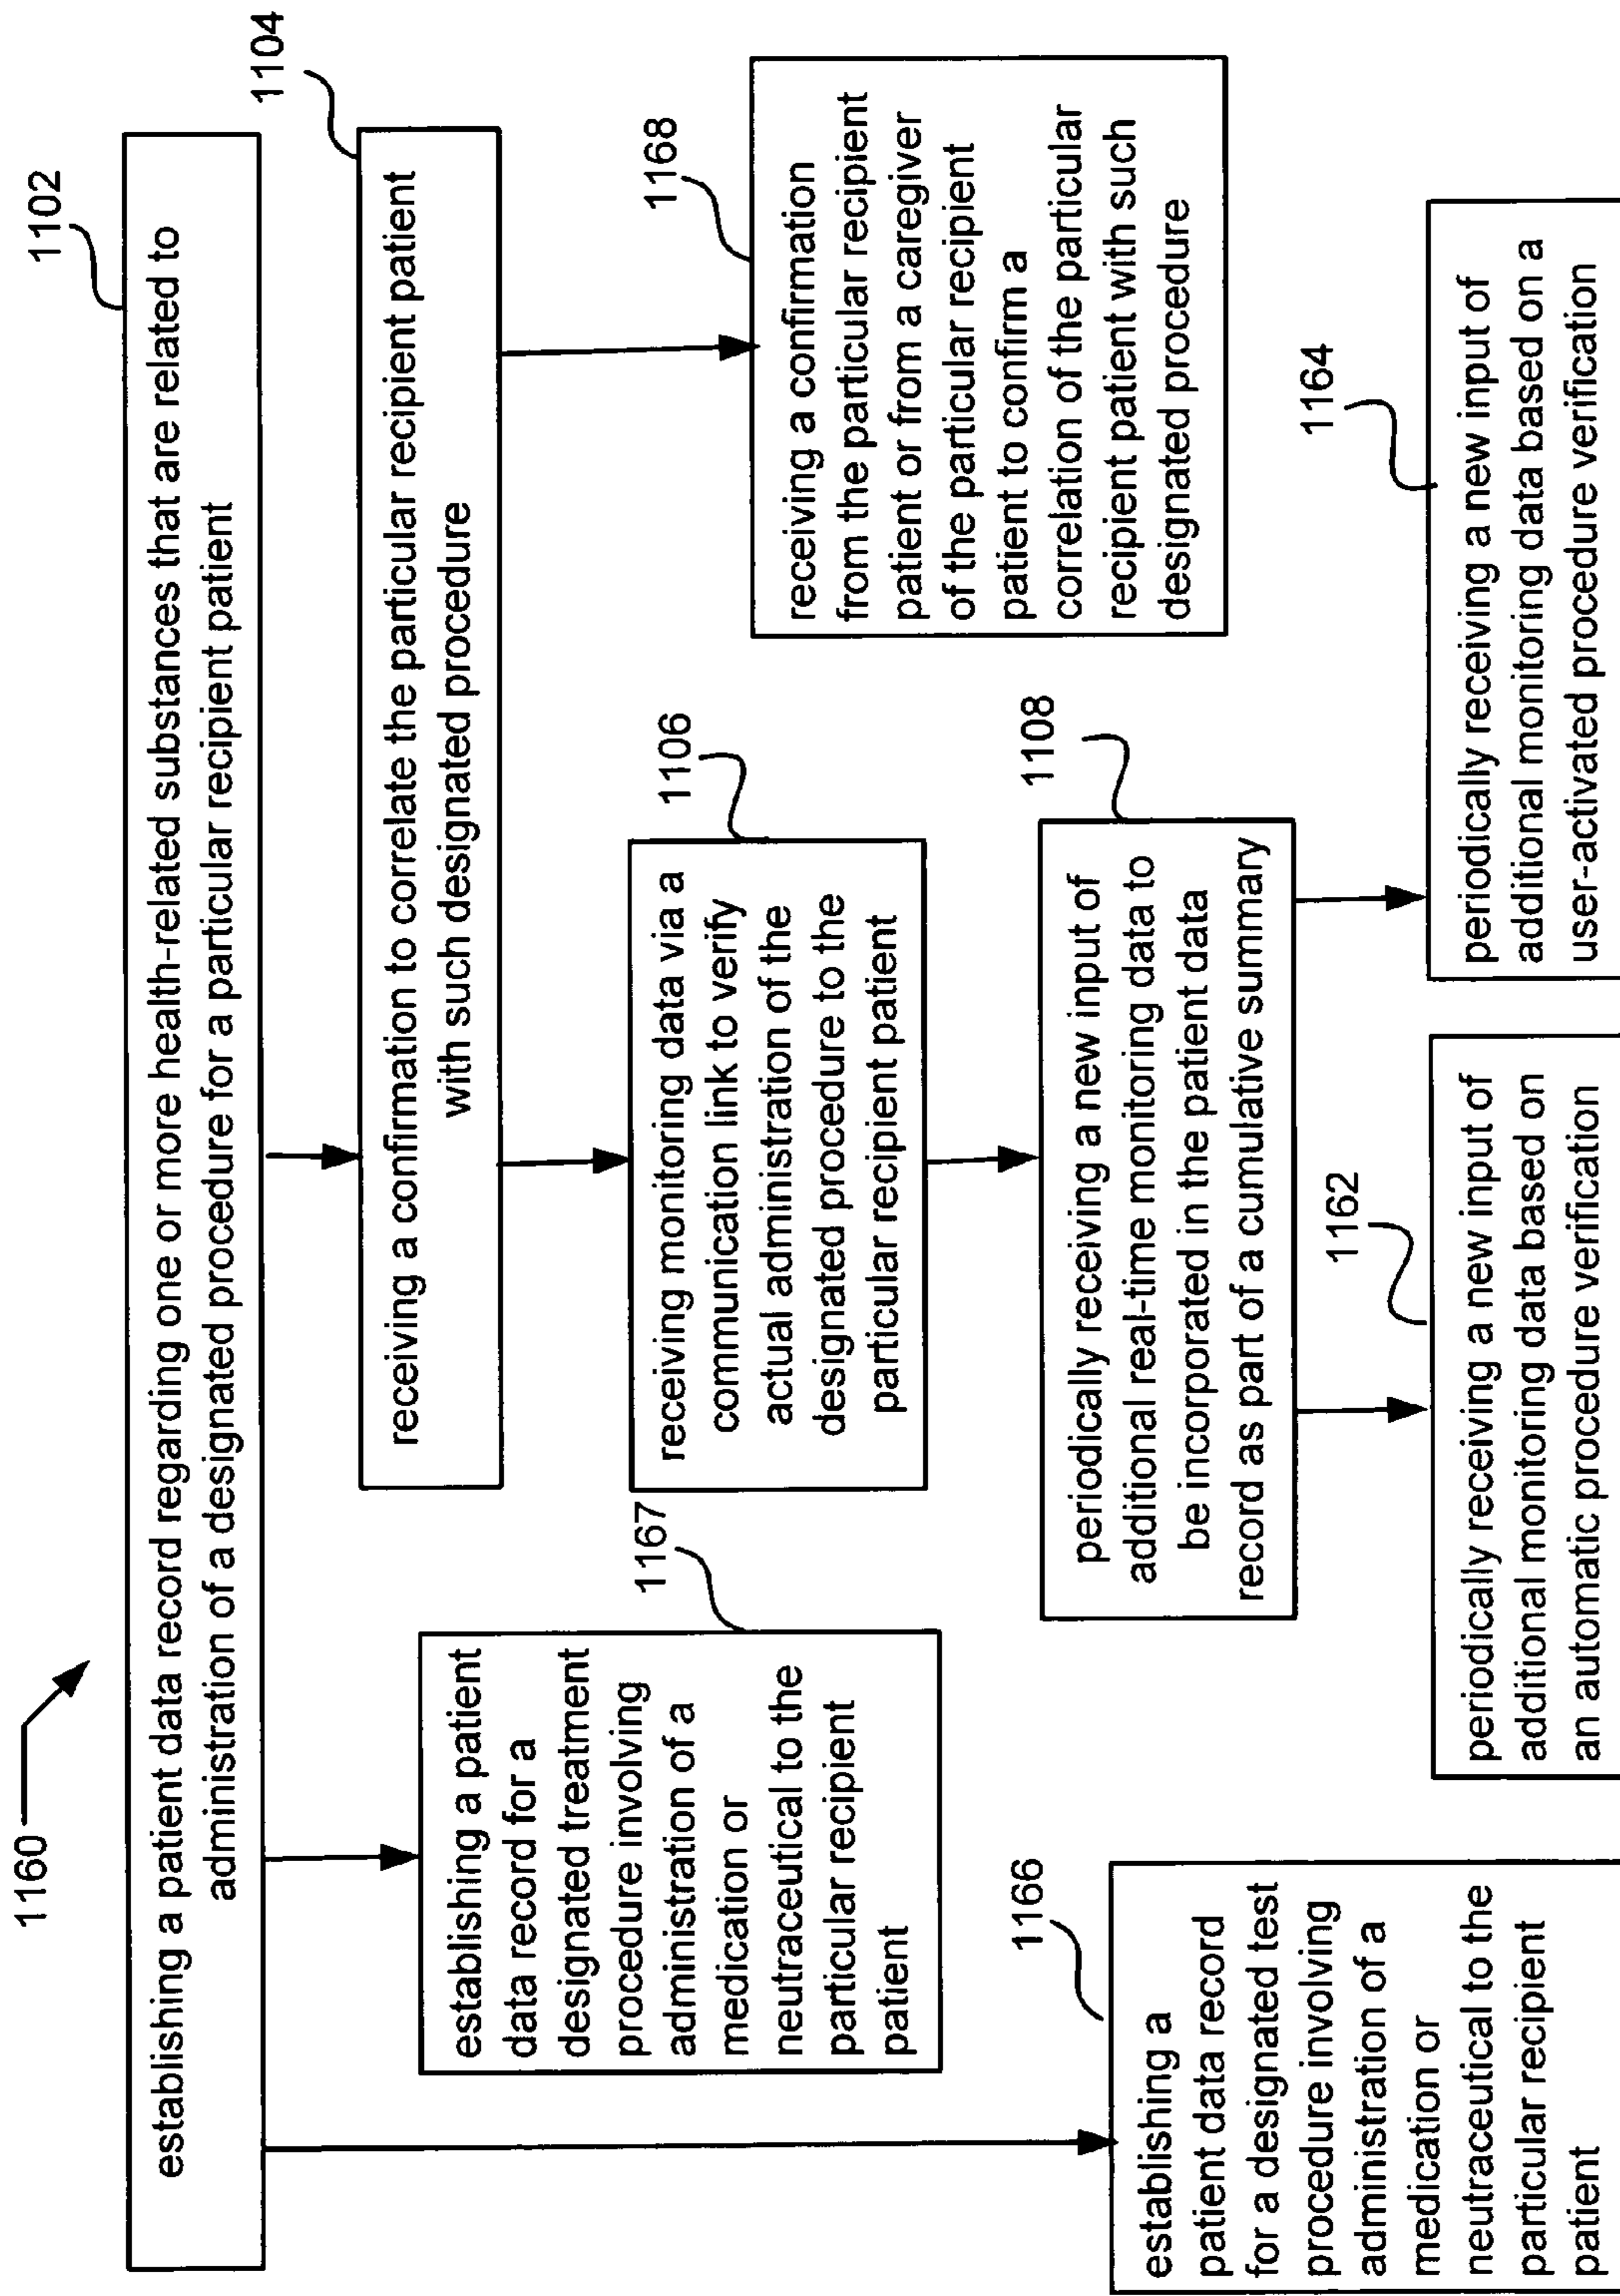 1160
1102
establishing a patient data record regarding one or more health-related substances that are related to
administration of a designated procedure for a particular recipient patient
1104
receiving a confirmation to correlate the particular recipient patient
with such designated procedure
1167
establishing a patient
data record for a
designated treatment
procedure involving
administration of a
medication or
neutraceutical to the
particular recipient
patient
1106
receiving monitoring data via a
communication link to verify
actual administration of the
designated procedure to the
particular recipient patient
1168
receiving a confirmation
from the particular recipient
patient or from a caregiver
of the particular recipient
patient to confirm a
correlation of the particular
recipient patient with such
designated procedure
1108
periodically receiving a new input of
additional real-time monitoring data to
be incorporated in the patient data
record as part of a cumulative summary
1166
establishing a
patient data record
for a designated test
procedure involving
administration of a
medication or
neutraceutical to the
particular recipient
patient
1162
periodically receiving a new input of
additional monitoring data based on
an automatic procedure verification
1164
periodically receiving a new input of
additional monitoring data based on a
user-activated procedure verification